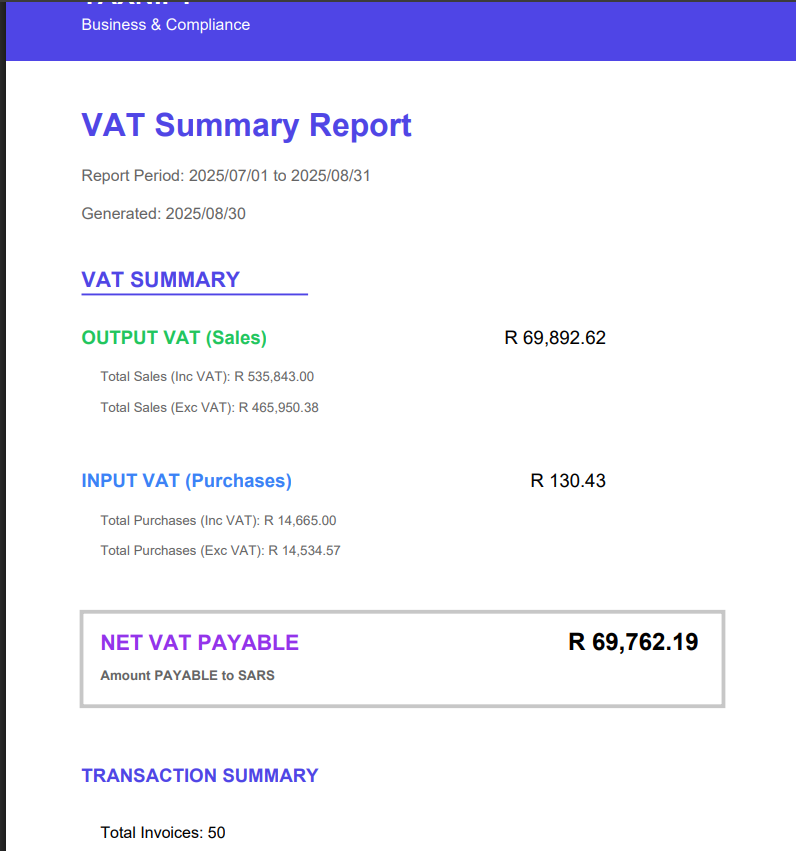 Business & Compliance
VAT Summary Report
Report Period: 2025/07/01 to 2025/08/31
Generated: 2025/08/30
VAT SUMMARY
OUTPUT VAT (Sales) R 69,892.62
Total Sales (Inc VAT): R 535,843.00
Total Sales (Exc VAT): R 465,950.38
INPUT VAT (Purchases) R 130.43
Total Purchases (Inc VAT): R 14,665.00
Total Purchases (Exc VAT): R 14,534.57
NET VAT PAYABLE R 69,762.19
Amount PAYABLE to SARS
TRANSACTION SUMMARY
Total Invoices: 50